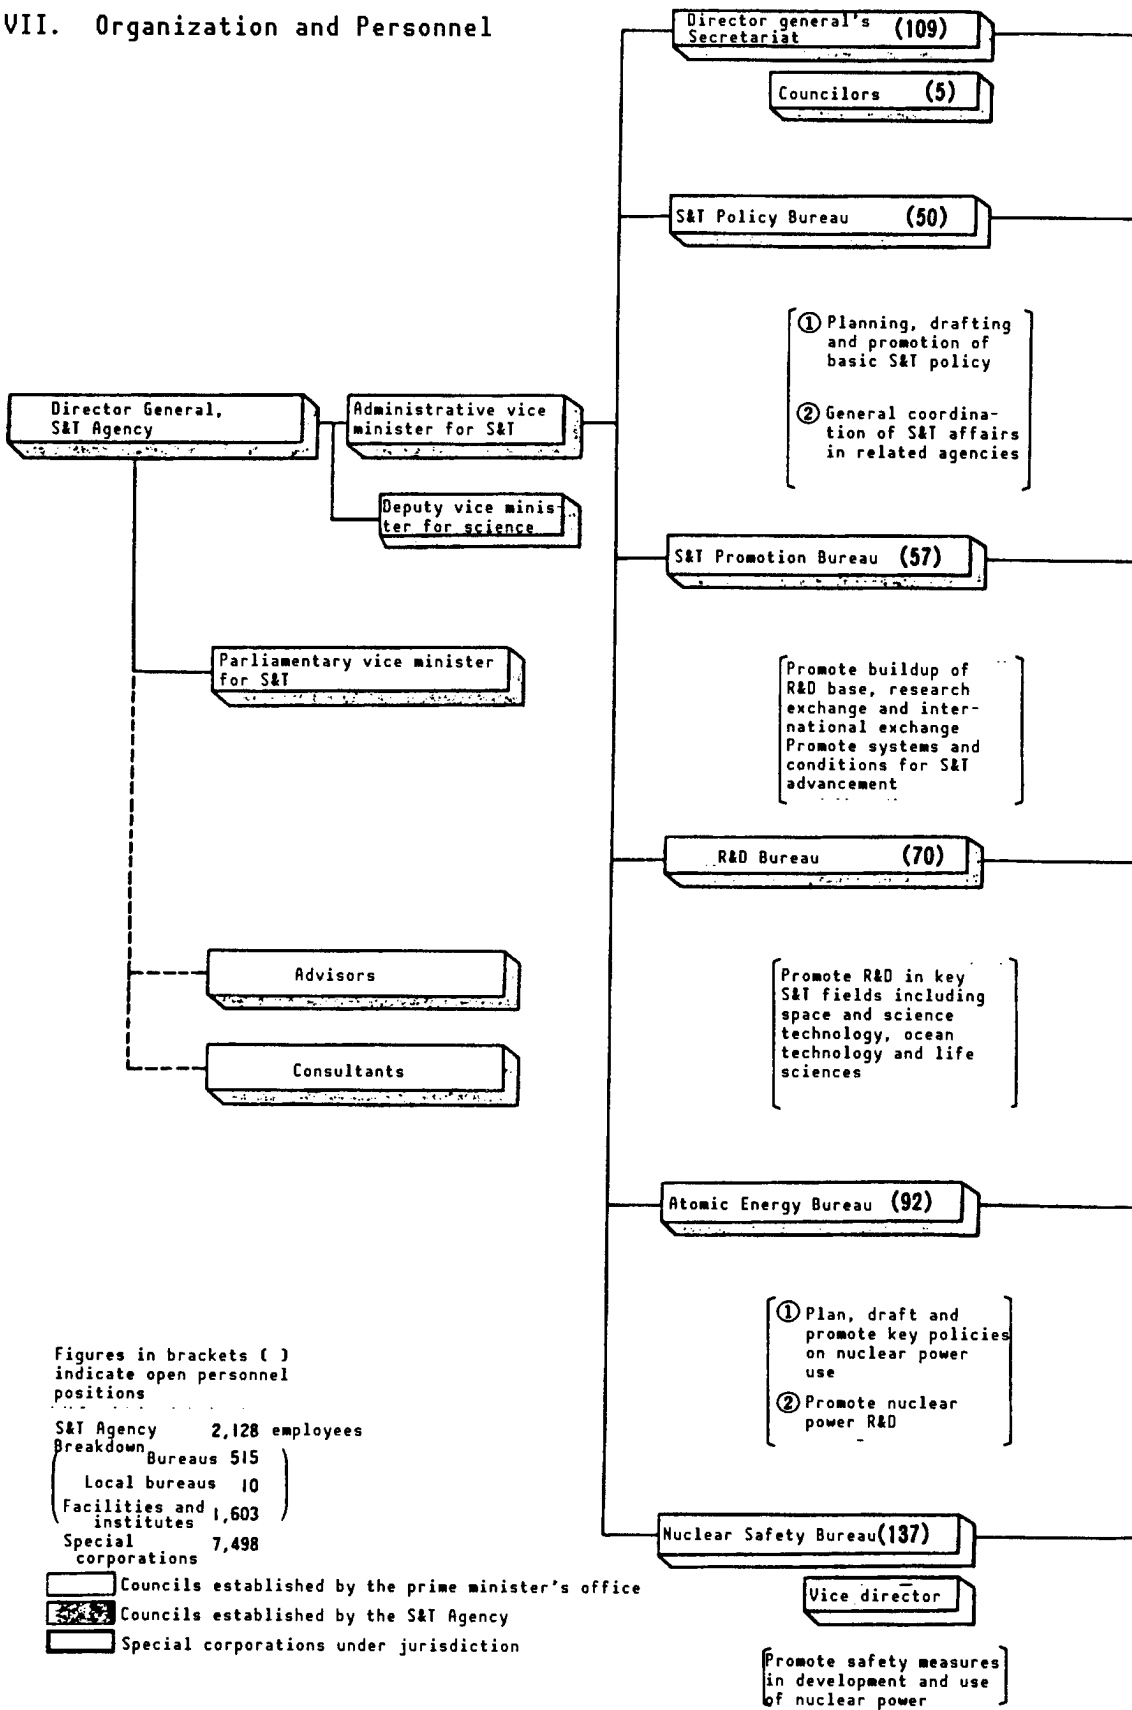 VII. Organization and Personnel
Director general's
Secretariat (109)
Councilors (5)
S&T Policy Bureau (50)
① Planning, drafting
and promotion of
basic S&T policy
② General coordina-
tion of S&T affairs
in related agencies
Director General,
S&T Agency
Administrative vice
minister for S&T
Deputy vice minis-
ter for science
S&T Promotion Bureau (57)
Parliamentary vice minister
for S&T
Promote buildup of
R&D base, research
exchange and inter-
national exchange
Promote systems and
conditions for S&T
advancement
R&D Bureau (70)
Advisors
Consultants
Promote R&D in key
S&T fields including
space and science
technology, ocean
technology and life
sciences
Atomic Energy Bureau (92)
① Plan, draft and
promote key policies
on nuclear power
use
② Promote nuclear
power R&D
Nuclear Safety Bureau (137)
Vice director
Promote safety measures
in development and use
of nuclear power
Figures in brackets ( )
indicate open personnel
positions
S&T Agency 2,128 employees
Breakdown
Bureaus 515
Local bureaus 10
Facilities and
institutes 1,603
Special
corporations 7,498
Councils established by the prime minister's office
Councils established by the S&T Agency
Special corporations under jurisdiction